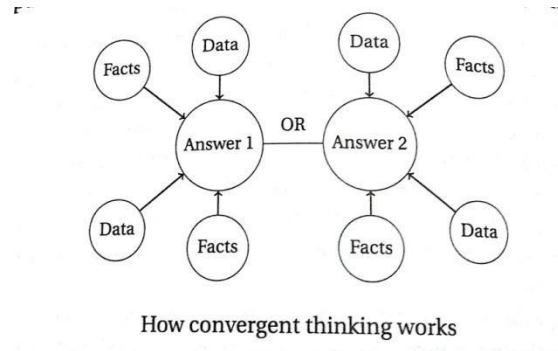 Data
Data
Facts
Facts
OR
Answer 1
Answer 2
Data
Data
Facts
Facts
How convergent thinking works